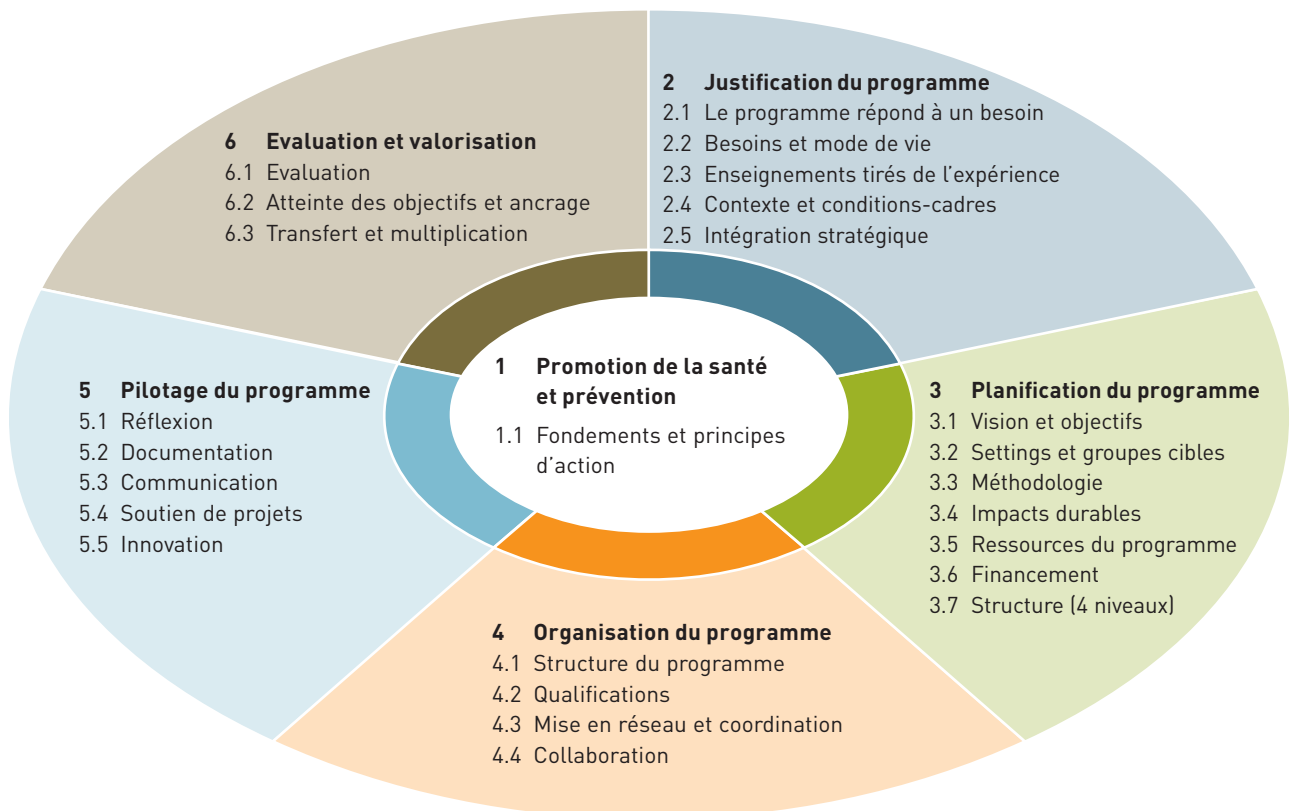 1 Promotion de la santé
et prévention
1.1 Fondements et principes
d'action
2 Justification du programme
2.1 Le programme répond à un besoin
2.2 Besoins et mode de vie
2.3 Enseignements tirés de l'expérience
2.4 Contexte et conditions-cadres
2.5 Intégration stratégique
3 Planification du programme
3.1 Vision et objectifs
3.2 Settings et groupes cibles
3.3 Méthodologie
3.4 Impacts durables
3.5 Ressources du programme
3.6 Financement
3.7 Structure (4 niveaux)
4 Organisation du programme
4.1 Structure du programme
4.2 Qualifications
4.3 Mise en réseau et coordination
4.4 Collaboration
5 Pilotage du programme
5.1 Réflexion
5.2 Documentation
5.3 Communication
5.4 Soutien de projets
5.5 Innovation
6 Evaluation et valorisation
6.1 Evaluation
6.2 Atteinte des objectifs et ancrage
6.3 Transfert et multiplication